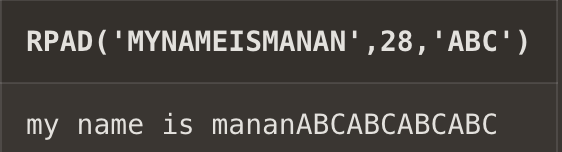 RPAD('MYNAMEISMANAN',28,'ABC')
my name is mananABCABCABCABC